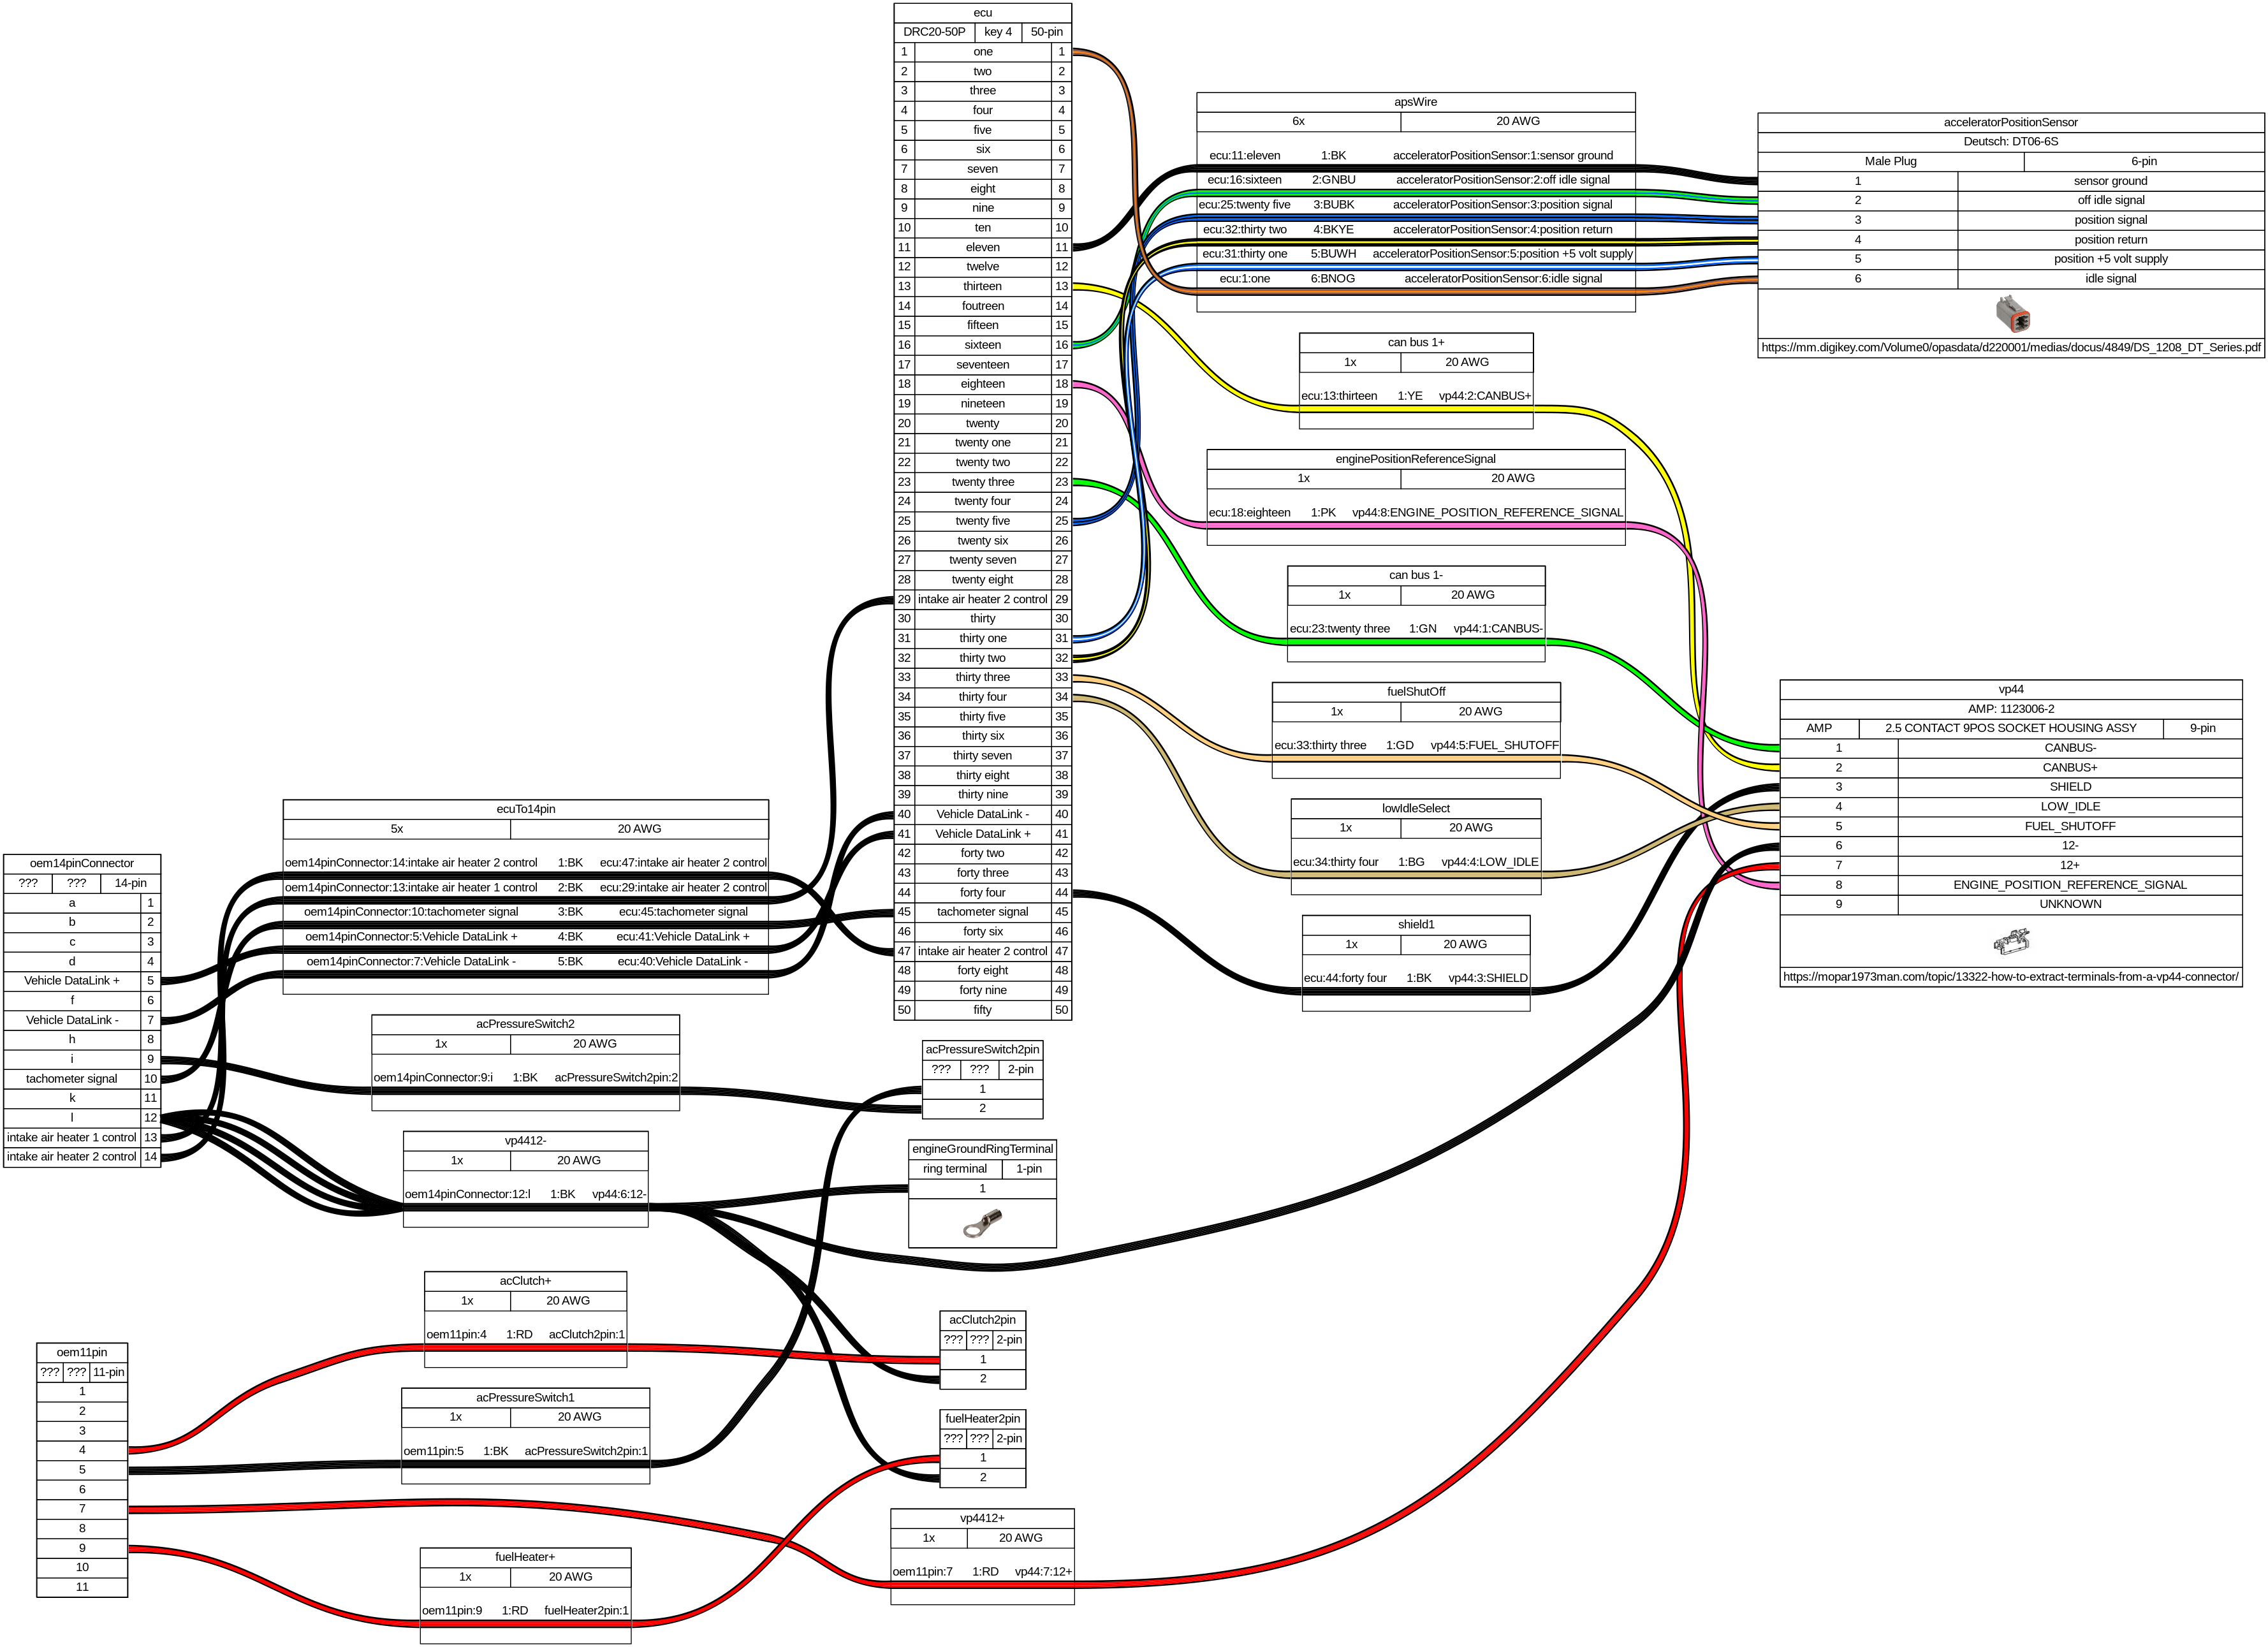 ecu
DRC20-50P key 4 50-pin
1 one 1
2 two 2
3 three 3
4 four 4
5 five 5
6 six 6
7 seven 7
8 eight 8
9 nine 9
10 ten 10
11 eleven 11
12 twelve 12
13 thirteen 13
14 foutreen 14
15 fifteen 15
16 sixteen 16
17 seventeen 17
18 eighteen 18
19 nineteen 19
20 twenty 20
21 twenty one 21
22 twenty two 22
23 twenty three 23
24 twenty four 24
25 twenty five 25
26 twenty six 26
27 twenty seven 27
28 twenty eight 28
29 intake air heater 2 control 29
30 thirty 30
31 thirty one 31
32 thirty two 32
33 thirty three 33
34 thirty four 34
35 thirty five 35
36 thirty six 36
37 thirty seven 37
38 thirty eight 38
39 thirty nine 39
40 Vehicle DataLink - 40
41 Vehicle DataLink + 41
42 forty two 42
43 forty three 43
44 forty four 44
45 tachometer signal 45
46 forty six 46
47 intake air heater 2 control 47
48 forty eight 48
49 forty nine 49
50 fifty 50
apsWire
6x 20 AWG
ecu:11:eleven 1:BK acceleratorPositionSensor:1:sensor ground
ecu:16:sixteen 2:GNBU acceleratorPositionSensor:2:off idle signal
ecu:25:twenty five 3:BUBK acceleratorPositionSensor:3:position signal
ecu:32:thirty two 4:BKYE acceleratorPositionSensor:4:position return
ecu:31:thirty one 5:BUWH acceleratorPositionSensor:5:position +5 volt supply
ecu:1:one 6:BNOG acceleratorPositionSensor:6:idle signal
acceleratorPositionSensor
Deutsch: DT06-6S
Male Plug 6-pin
1 sensor ground
2 off idle signal
3 position signal
4 position return
5 position +5 volt supply
6 idle signal
https://mm.digikey.com/Volume0/opasdata/d220001/medias/docus/4849/DS_1208_DT_Series.pdf
can bus 1+
1x 20 AWG
ecu:13:thirteen 1:YE vp44:2:CANBUS+
enginePositionReferenceSignal
1x 20 AWG
ecu:18:eighteen 1:PK vp44:8:ENGINE_POSITION_REFERENCE_SIGNAL
can bus 1-
1x 20 AWG
ecu:23:twenty three 1:GN vp44:1:CANBUS-
fuelShutOff
1x 20 AWG
ecu:33:thirty three 1:GD vp44:5:FUEL_SHUTOFF
lowIdleSelect
1x 20 AWG
ecu:34:thirty four 1:BG vp44:4:LOW_IDLE
shield1
1x 20 AWG
ecu:44:forty four 1:BK vp44:3:SHIELD
vp44
AMP: 1123006-2
AMP 2.5 CONTACT 9POS SOCKET HOUSING ASSY 9-pin
1 CANBUS-
2 CANBUS+
3 SHIELD
4 LOW_IDLE
5 FUEL_SHUTOFF
6 12-
7 12+
8 ENGINE_POSITION_REFERENCE_SIGNAL
9 UNKNOWN
https://mopar1973man.com/topic/13322-how-to-extract-terminals-from-a-vp44-connector/
oem14pinConnector
??? ??? 14-pin
a 1
b 2
c 3
d 4
Vehicle DataLink + 5
f 6
Vehicle DataLink - 7
h 8
i 9
tachometer signal 10
k 11
l 12
intake air heater 1 control 13
intake air heater 2 control 14
ecuTo14pin
5x 20 AWG
oem14pinConnector:14:intake air heater 2 control 1:BK ecu:47:intake air heater 2 control
oem14pinConnector:13:intake air heater 1 control 2:BK ecu:29:intake air heater 2 control
oem14pinConnector:10:tachometer signal 3:BK ecu:45:tachometer signal
oem14pinConnector:5:Vehicle DataLink + 4:BK ecu:41:Vehicle DataLink +
oem14pinConnector:7:Vehicle DataLink - 5:BK ecu:40:Vehicle DataLink -
acPressureSwitch2
1x 20 AWG
oem14pinConnector:9:i 1:BK acPressureSwitch2pin:2
vp4412-
1x 20 AWG
oem14pinConnector:12:l 1:BK vp44:6:12-
acPressureSwitch2pin
??? ??? 2-pin
1
2
engineGroundRingTerminal
ring terminal 1-pin
1
acClutch+
1x 20 AWG
oem11pin:4 1:RD acClutch2pin:1
acPressureSwitch1
1x 20 AWG
oem11pin:5 1:BK acPressureSwitch2pin:1
acClutch2pin
??? ??? 2-pin
1
2
fuelHeater2pin
??? ??? 2-pin
1
2
oem11pin
??? ??? 11-pin
1
2
3
4
5
6
7
8
9
10
11
fuelHeater+
1x 20 AWG
oem11pin:9 1:RD fuelHeater2pin:1
vp4412+
1x 20 AWG
oem11pin:7 1:RD vp44:7:12+